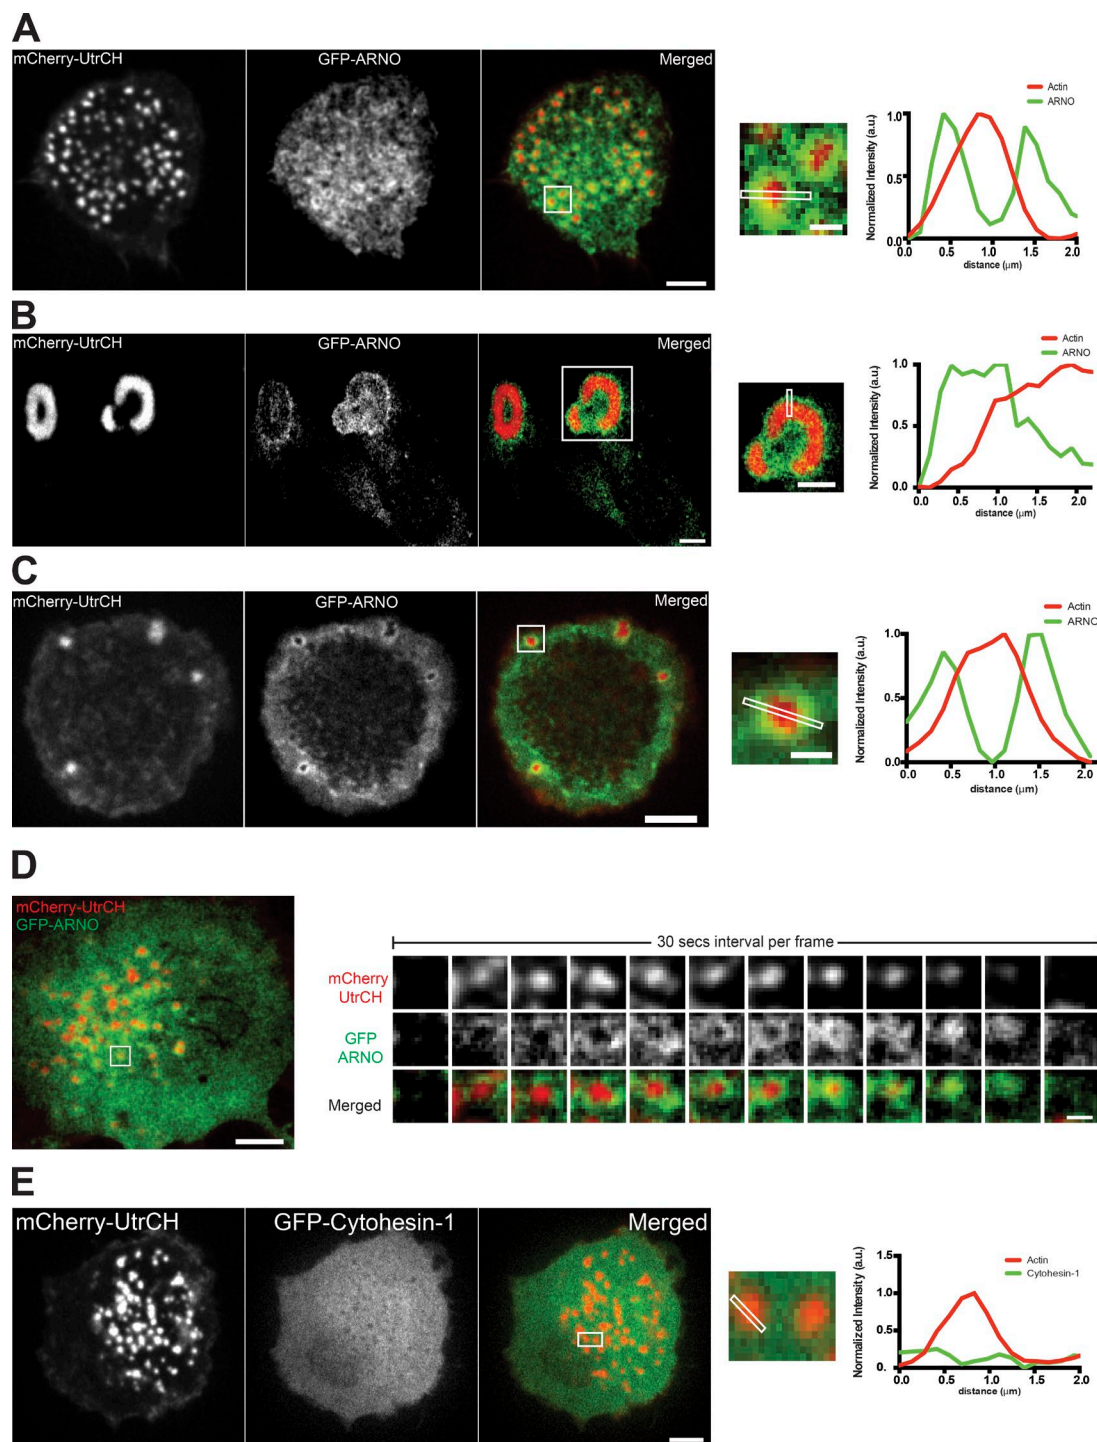 A
mCherry-UtrCH
GFP-ARNO
Merged
Actin
ARNO
Normalized Intensity (a.u.)
1.0
0.5
0.0
0.0 0.5 1.0 1.5 2.0
distance (μm)
B
mCherry-UtrCH
GFP-ARNO
Merged
Actin
ARNO
Normalized Intensity (a.u.)
1.0
0.5
0.0
0.0 0.5 1.0 1.5 2.0
distance (μm)
C
mCherry-UtrCH
GFP-ARNO
Merged
Actin
ARNO
Normalized Intensity (a.u.)
1.0
0.5
0.0
0.0 0.5 1.0 1.5 2.0
distance (μm)
D
mCherry-UtrCH
GFP-ARNO
30 secs interval per frame
mCherry
UtrCH
GFP
ARNO
Merged
E
mCherry-UtrCH
GFP-Cytohesin-1
Merged
Actin
Cytohesin-1
Normalized Intensity (a.u.)
1.5
1.0
0.5
0.
0.0 0.5 1.0 1.5 2.0
distance (μm)